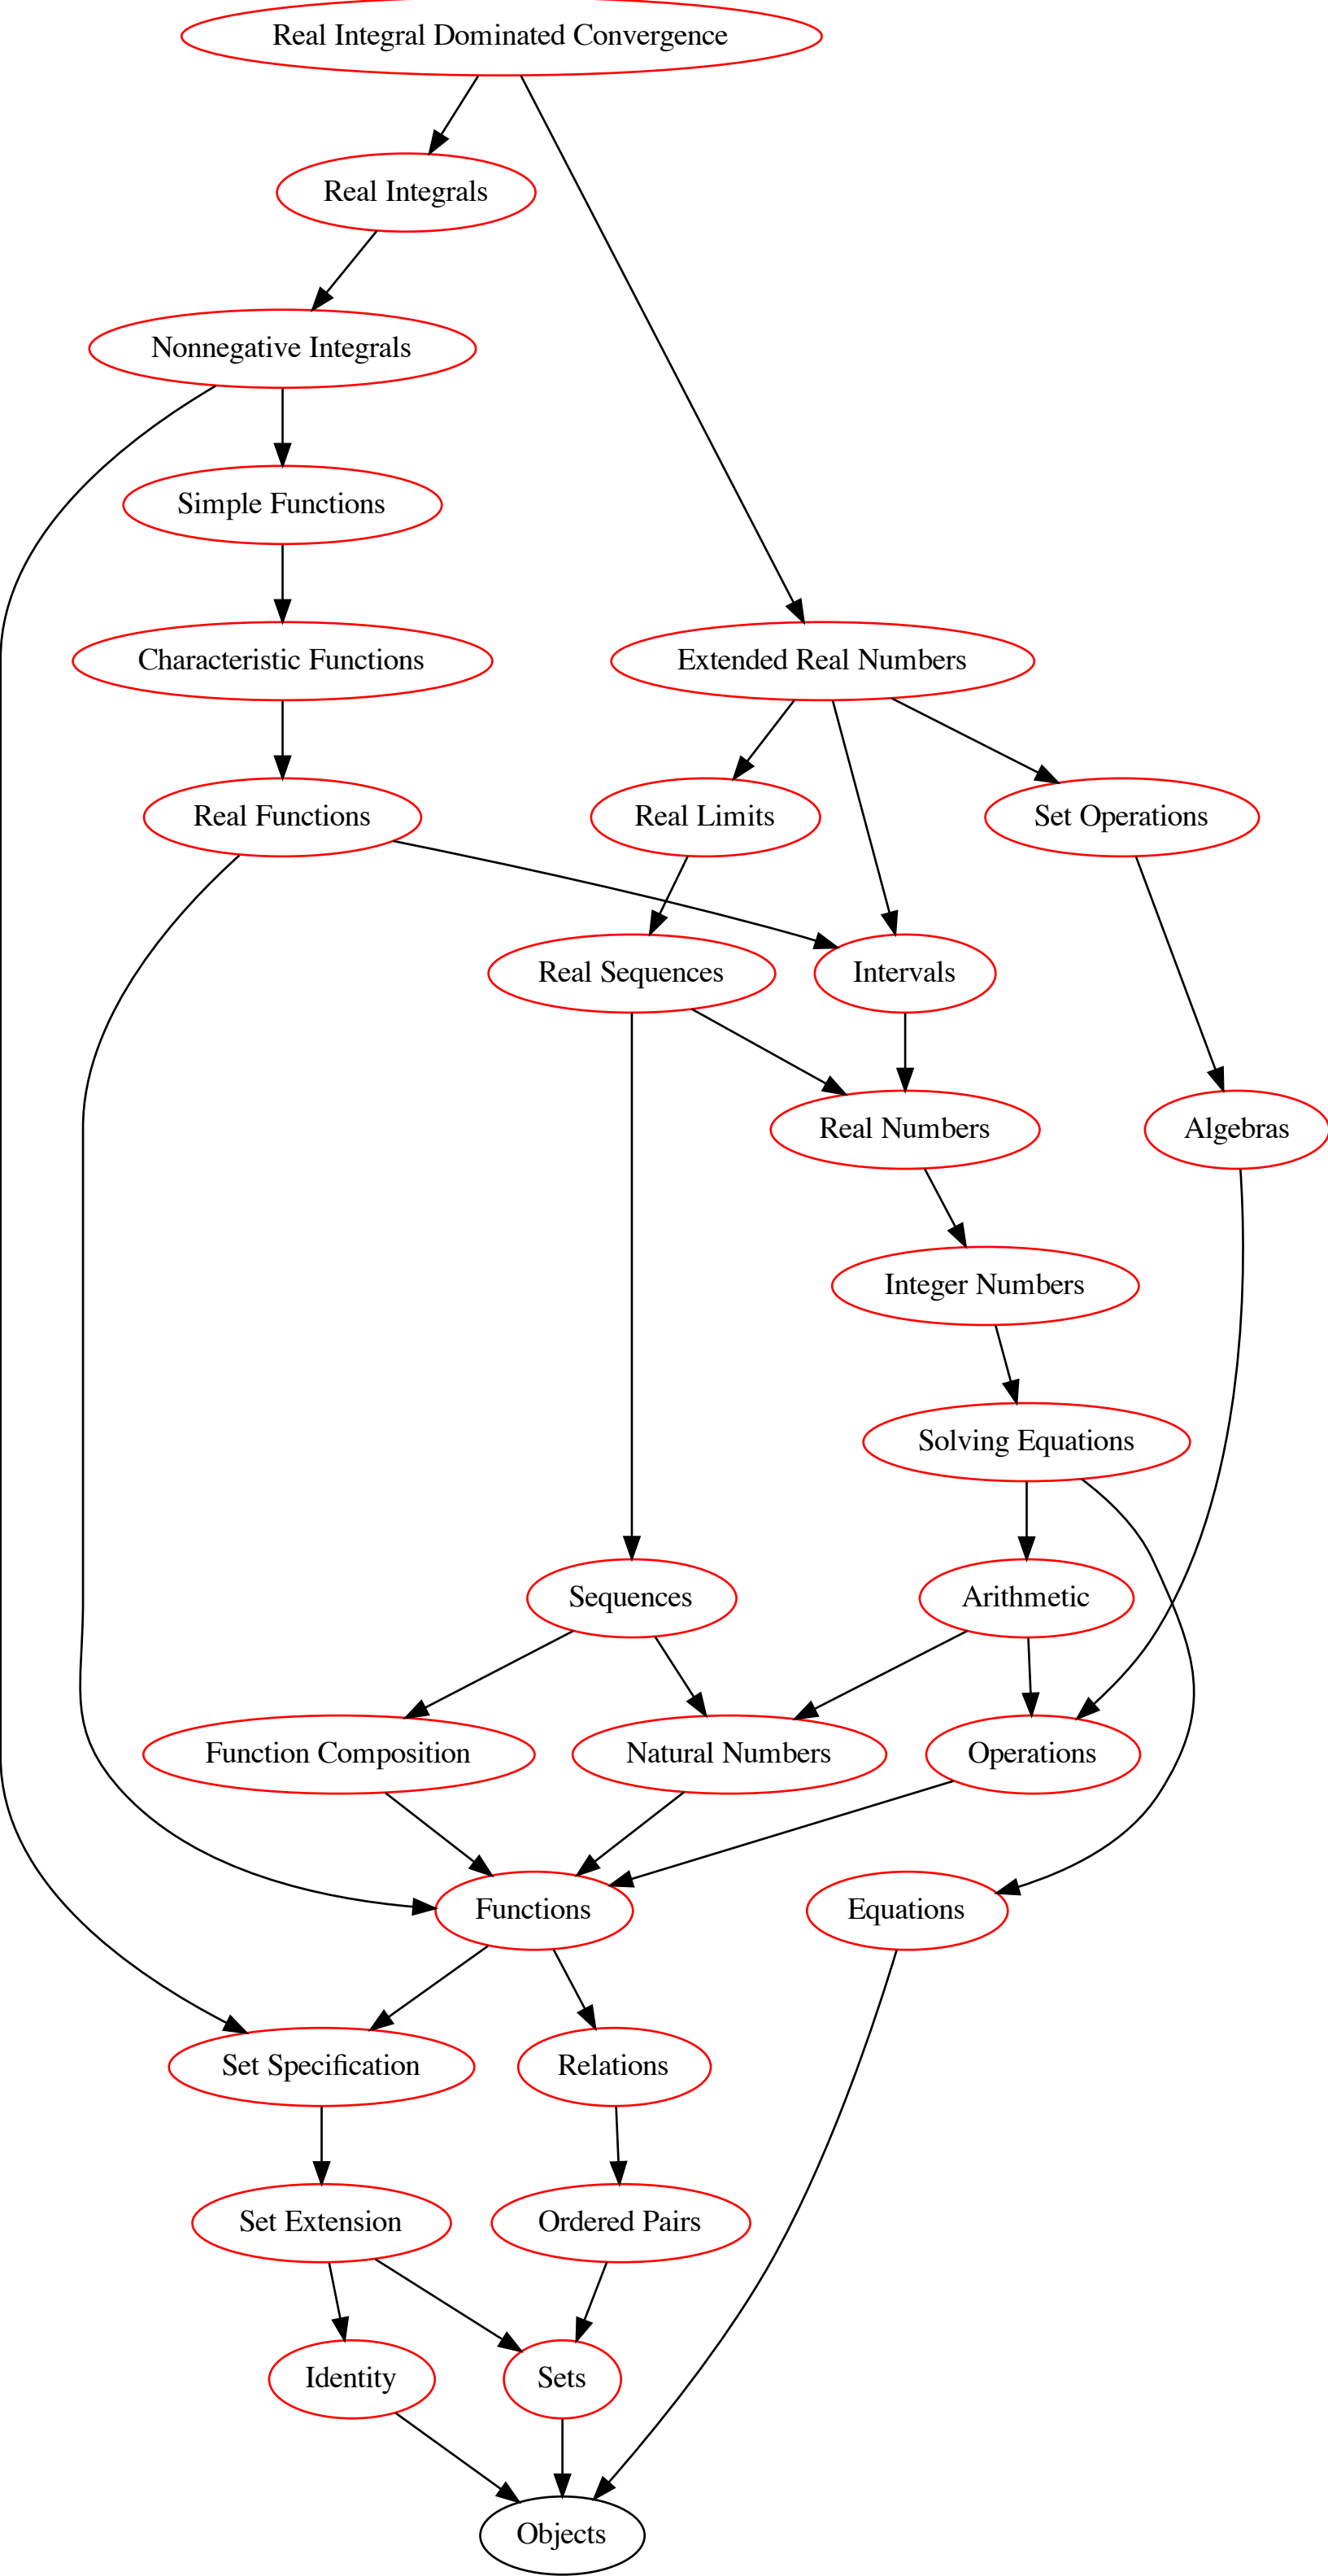 Real Integral Dominated Convergence
Real Integrals
Nonnegative Integrals
Simple Functions
Characteristic Functions
Extended Real Numbers
Real Functions
Real Limits
Set Operations
Real Sequences
Intervals
Real Numbers
Algebras
Integer Numbers
Solving Equations
Sequences
Arithmetic
Function Composition
Natural Numbers
Operations
Functions
Equations
Set Specification
Relations
Set Extension
Ordered Pairs
Identity
Sets
Objects